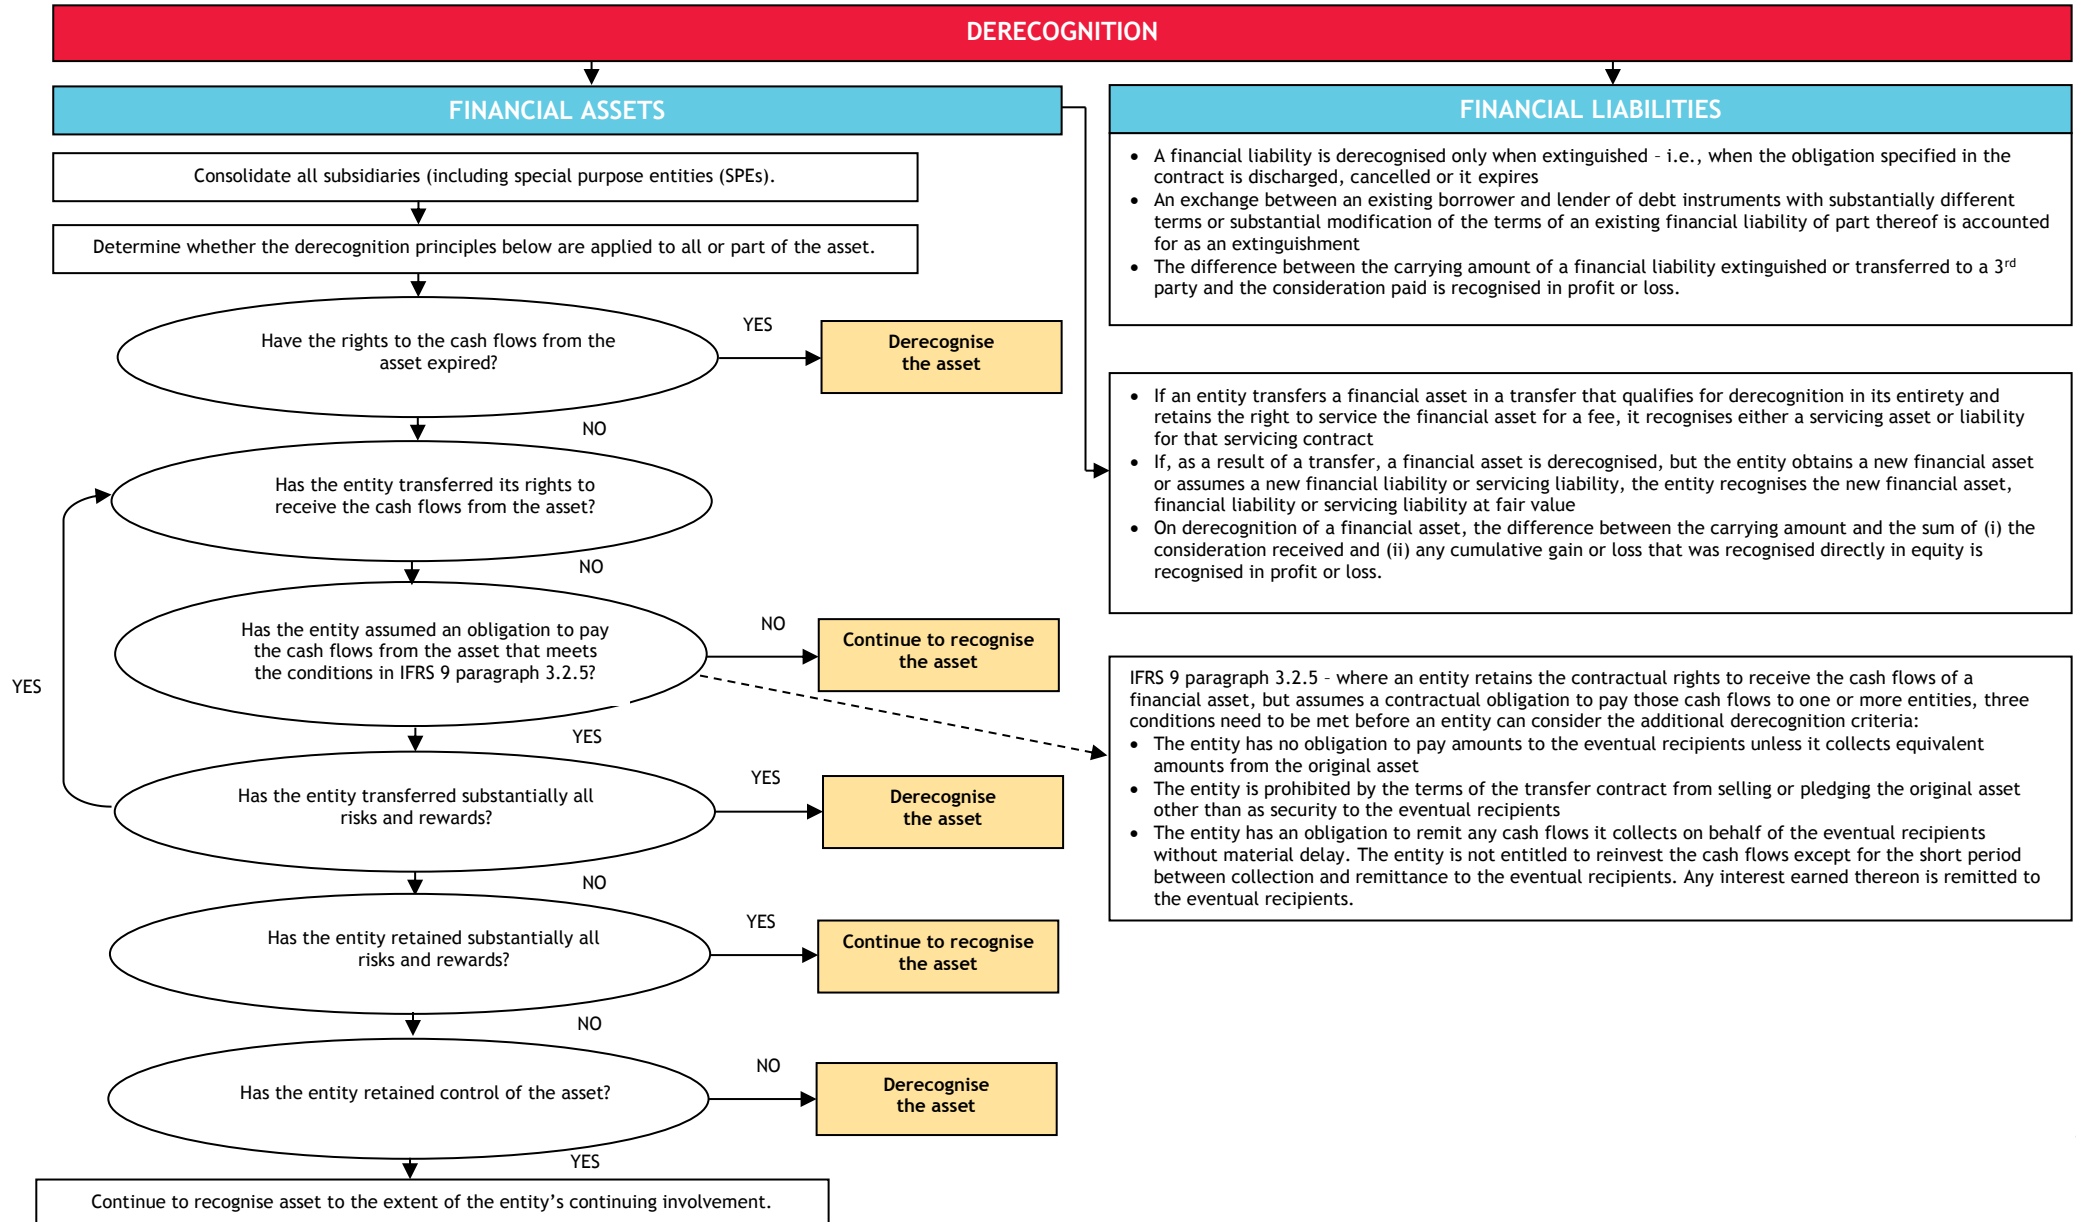 DERECOGNITION
FINANCIAL ASSETS
Consolidate all subsidiaries (including special purpose entities (SPEs).
Determine whether the derecognition principles below are applied to all or part of the asset.
Have the rights to the cash flows from the
asset expired?
YES
Derecognise
the asset
NO
Has the entity transferred its rights to
receive the cash flows from the asset?
NO
Has the entity assumed an obligation to pay
the cash flows from the asset that meets
the conditions in IFRS 9 paragraph 3.2.5?
NO
Continue to recognise
the asset
YES
YES
Has the entity transferred substantially all
risks and rewards?
YES
Derecognise
the asset
NO
Has the entity retained substantially all
risks and rewards?
YES
Continue to recognise
the asset
NO
Has the entity retained control of the asset?
NO
Derecognise
the asset
YES
Continue to recognise asset to the extent of the entity’s continuing involvement.
FINANCIAL LIABILITIES
• A financial liability is derecognised only when extinguished – i.e., when the obligation specified in the
contract is discharged, cancelled or it expires
• An exchange between an existing borrower and lender of debt instruments with substantially different
terms or substantial modification of the terms of an existing financial liability of part thereof is accounted
for as an extinguishment
• The difference between the carrying amount of a financial liability extinguished or transferred to a 3rd
party and the consideration paid is recognised in profit or loss.
• If an entity transfers a financial asset in a transfer that qualifies for derecognition in its entirety and
retains the right to service the financial asset for a fee, it recognises either a servicing asset or liability
for that servicing contract
• If, as a result of a transfer, a financial asset is derecognised, but the entity obtains a new financial asset
or assumes a new financial liability or servicing liability, the entity recognises the new financial asset,
financial liability or servicing liability at fair value
• On derecognition of a financial asset, the difference between the carrying amount and the sum of (i) the
consideration received and (ii) any cumulative gain or loss that was recognised directly in equity is
recognised in profit or loss.
IFRS 9 paragraph 3.2.5 – where an entity retains the contractual rights to receive the cash flows of a
financial asset, but assumes a contractual obligation to pay those cash flows to one or more entities, three
conditions need to be met before an entity can consider the additional derecognition criteria:
• The entity has no obligation to pay amounts to the eventual recipients unless it collects equivalent
amounts from the original asset
• The entity is prohibited by the terms of the transfer contract from selling or pledging the original asset
other than as security to the eventual recipients
• The entity has an obligation to remit any cash flows it collects on behalf of the eventual recipients
without material delay. The entity is not entitled to reinvest the cash flows except for the short period
between collection and remittance to the eventual recipients. Any interest earned thereon is remitted to
the eventual recipients.